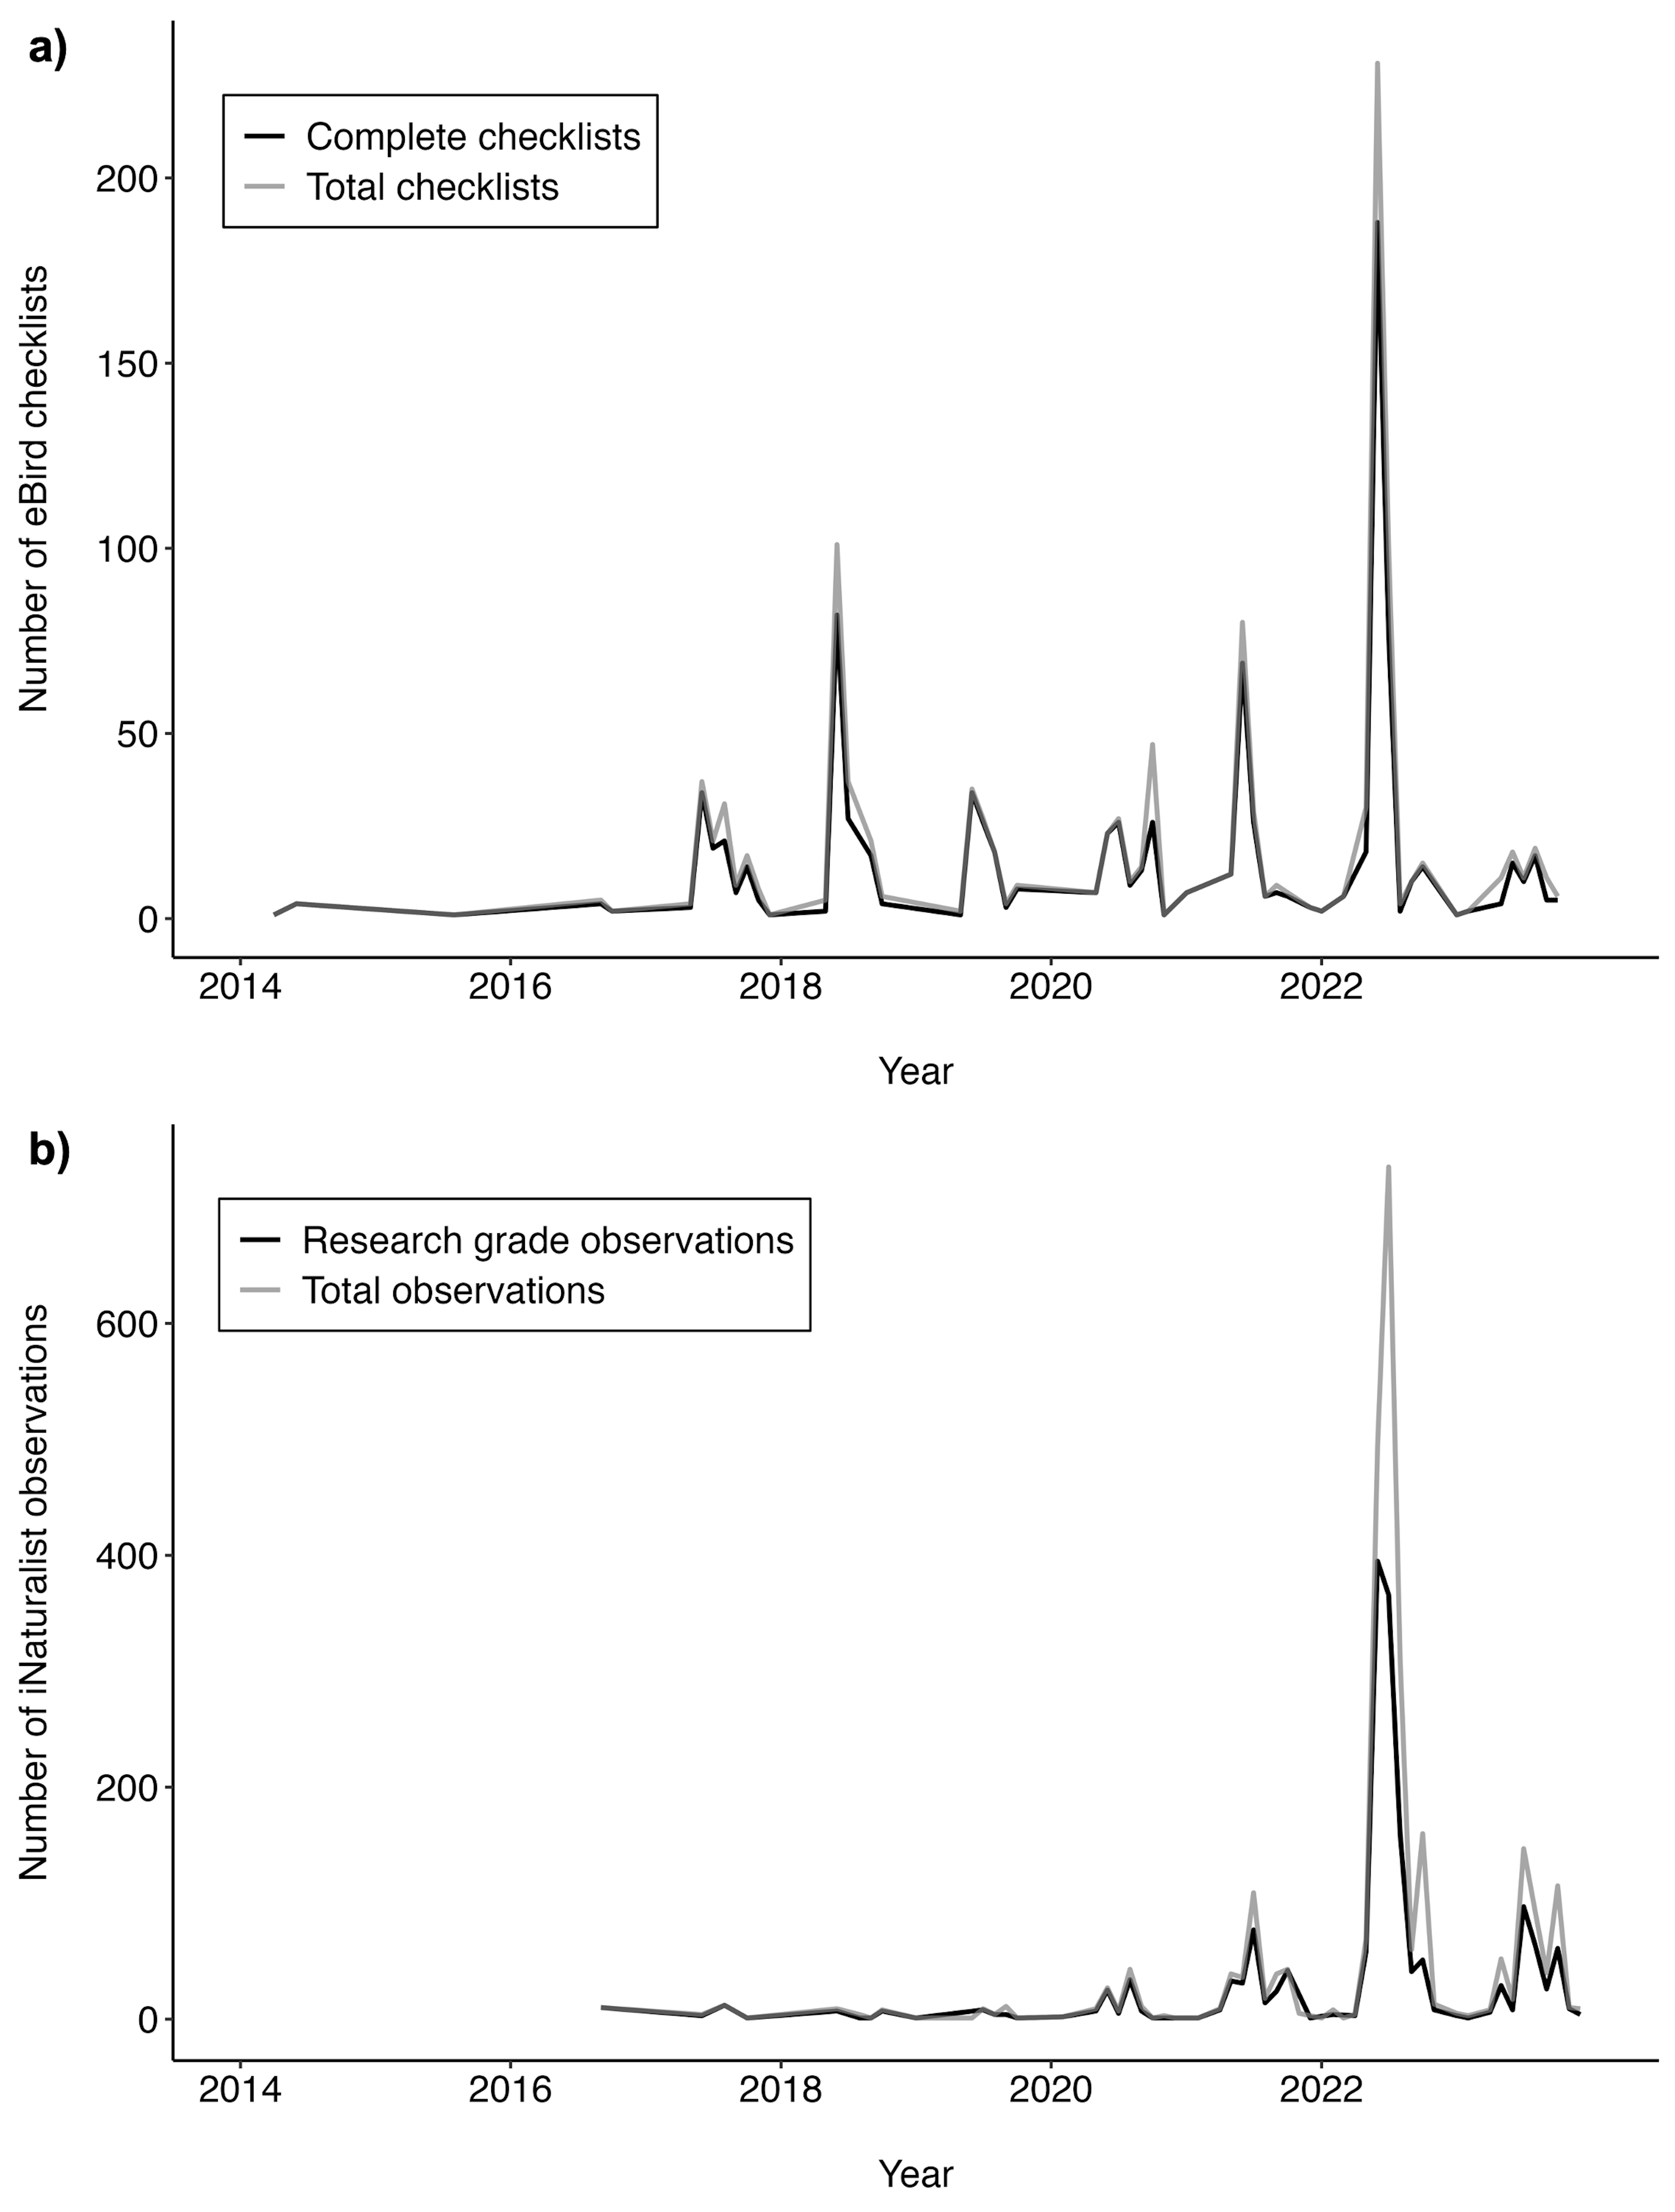 a)
Complete checklists
Total checklists
Number of eBird checklists
200
150
100
50
0
2014 2016 2018 2020 2022
Year
b)
Research grade observations
Total observations
Number of iNaturalist observations
600
400
200
0
2014 2016 2018 2020 2022
Year